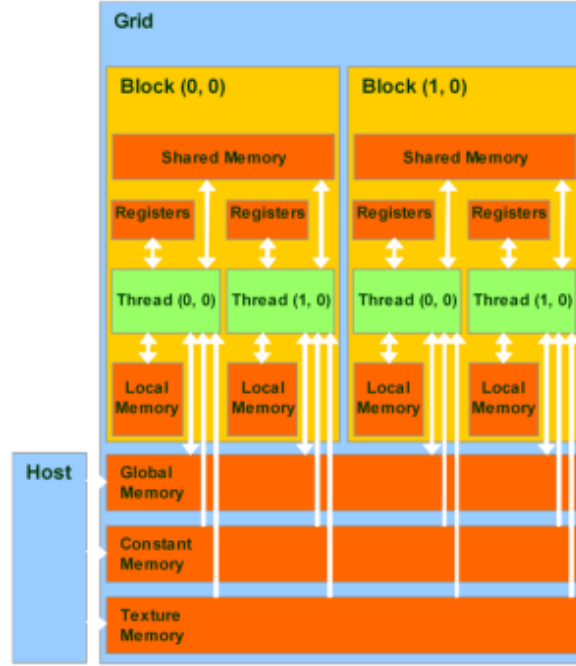 Grid
Block (0, 0)
Block (1, 0)
Shared Memory
Shared Memory
Registers
Registers
Registers
Registers
Thread (0, 0)
Thread (1, 0)
Thread (0, 0)
Thread (1, 0)
Local
Memory
Local
Memory
Local
Memory
Local
Memory
Host
Global
Memory
Constant
Memory
Texture
Memory